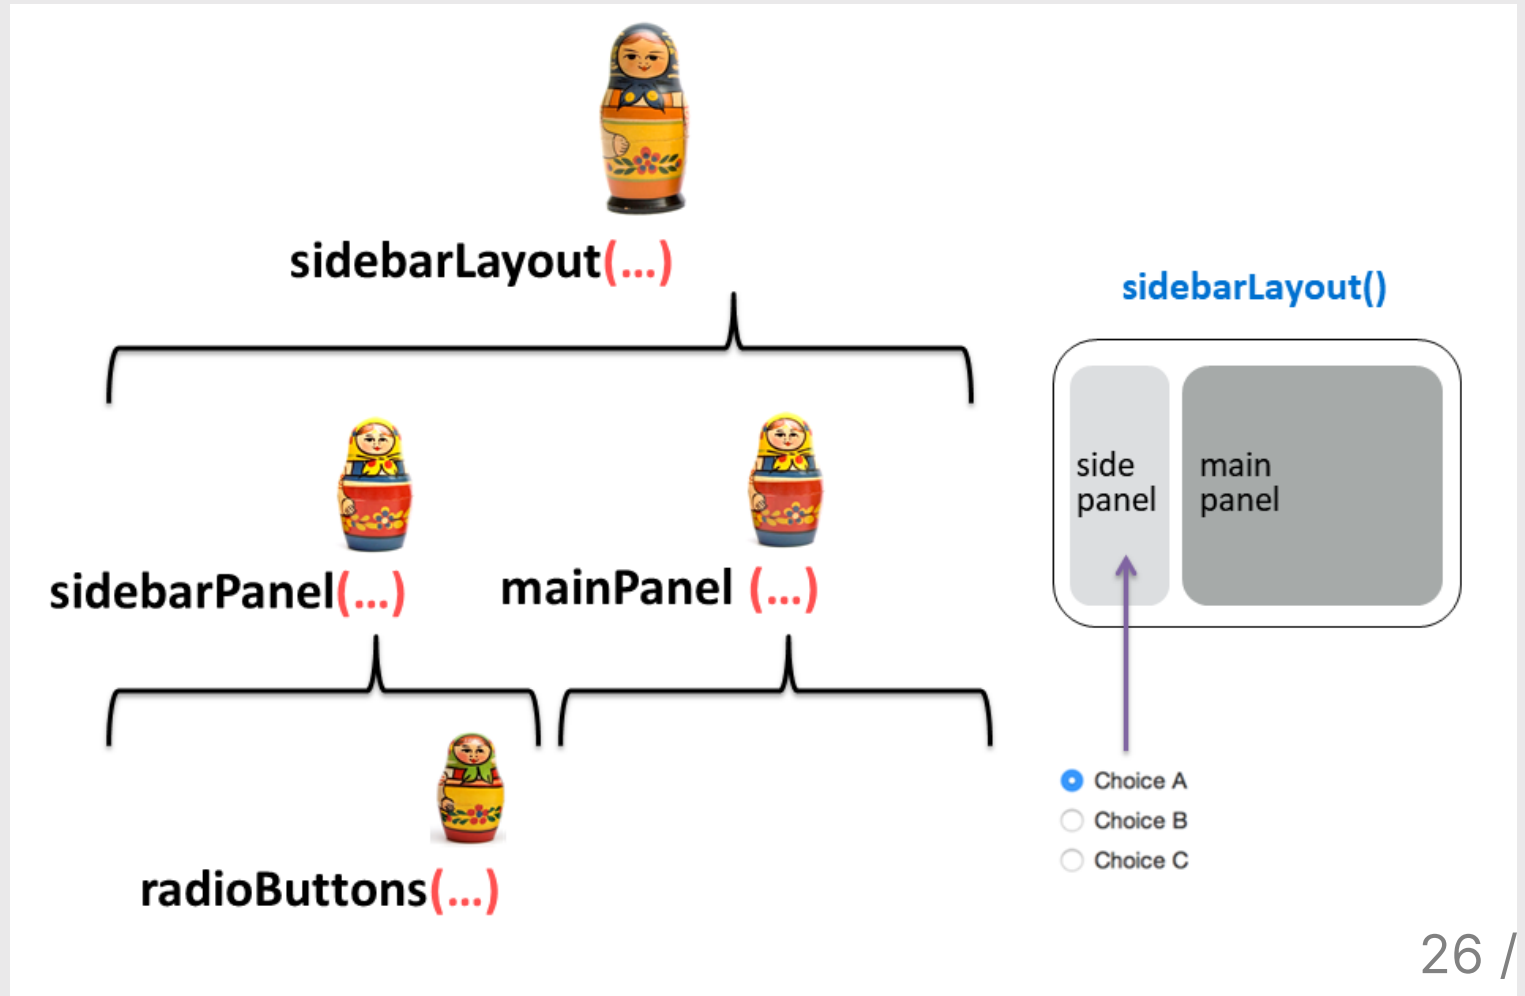 sidebarLayout(...)
sidebarPanel(...)
mainPanel (...)
radioButtons(...)
sidebarLayout()
side
panel
main
panel
Choice A
Choice B
Choice C
26 /